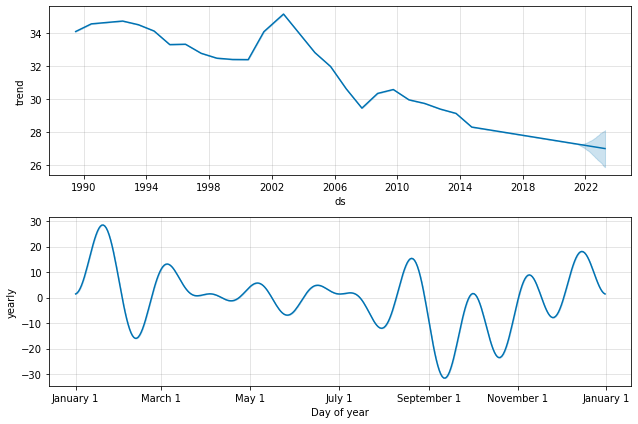 34
32
30
28
26
trend
1990
1994
1998
2002
2006
2010
2014
2018
2022
ds
30
20
10
0
−10
−20
−30
yearly
January 1
March 1
May 1
July 1
September 1
November 1
January 1
Day of year